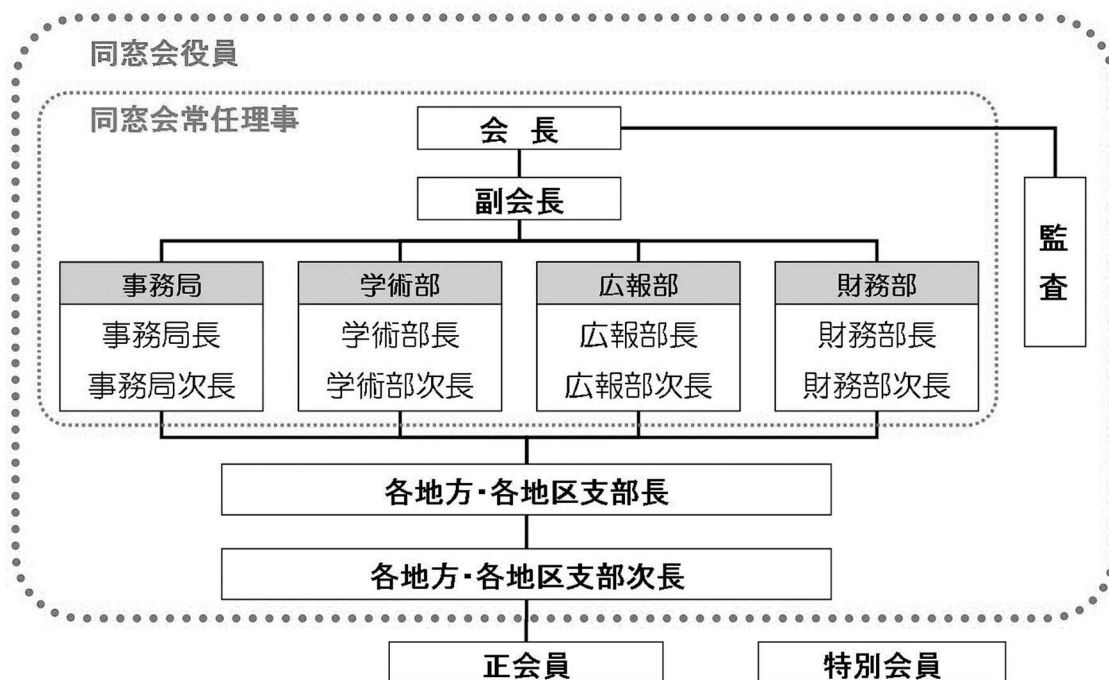 同窓会役員
同窓会常任理事
会 長
副会長
監査
事務局
事務局長
事務局次長
学術部
学術部長
学術部次長
広報部
広報部長
広報部次長
財務部
財務部長
財務部次長
各地方・各地区支部長
各地方・各地区支部次長
正会員
特別会員